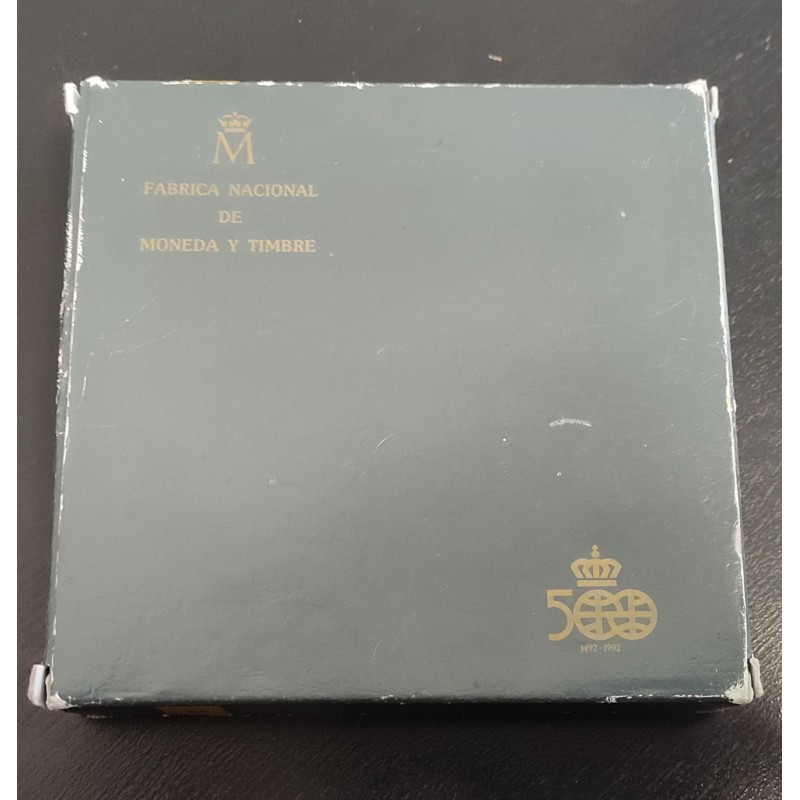 M
FABRICA NACIONAL
DE
MONEDA Y TIMBRE
500
1492·1992